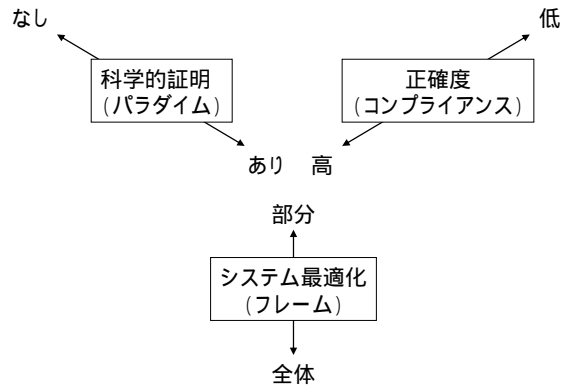 なし
低
科学的証明
(パラダイム)
正確度
(コンプライアンス)
あり 高
部分
システム最適化
(フレーム)
全体